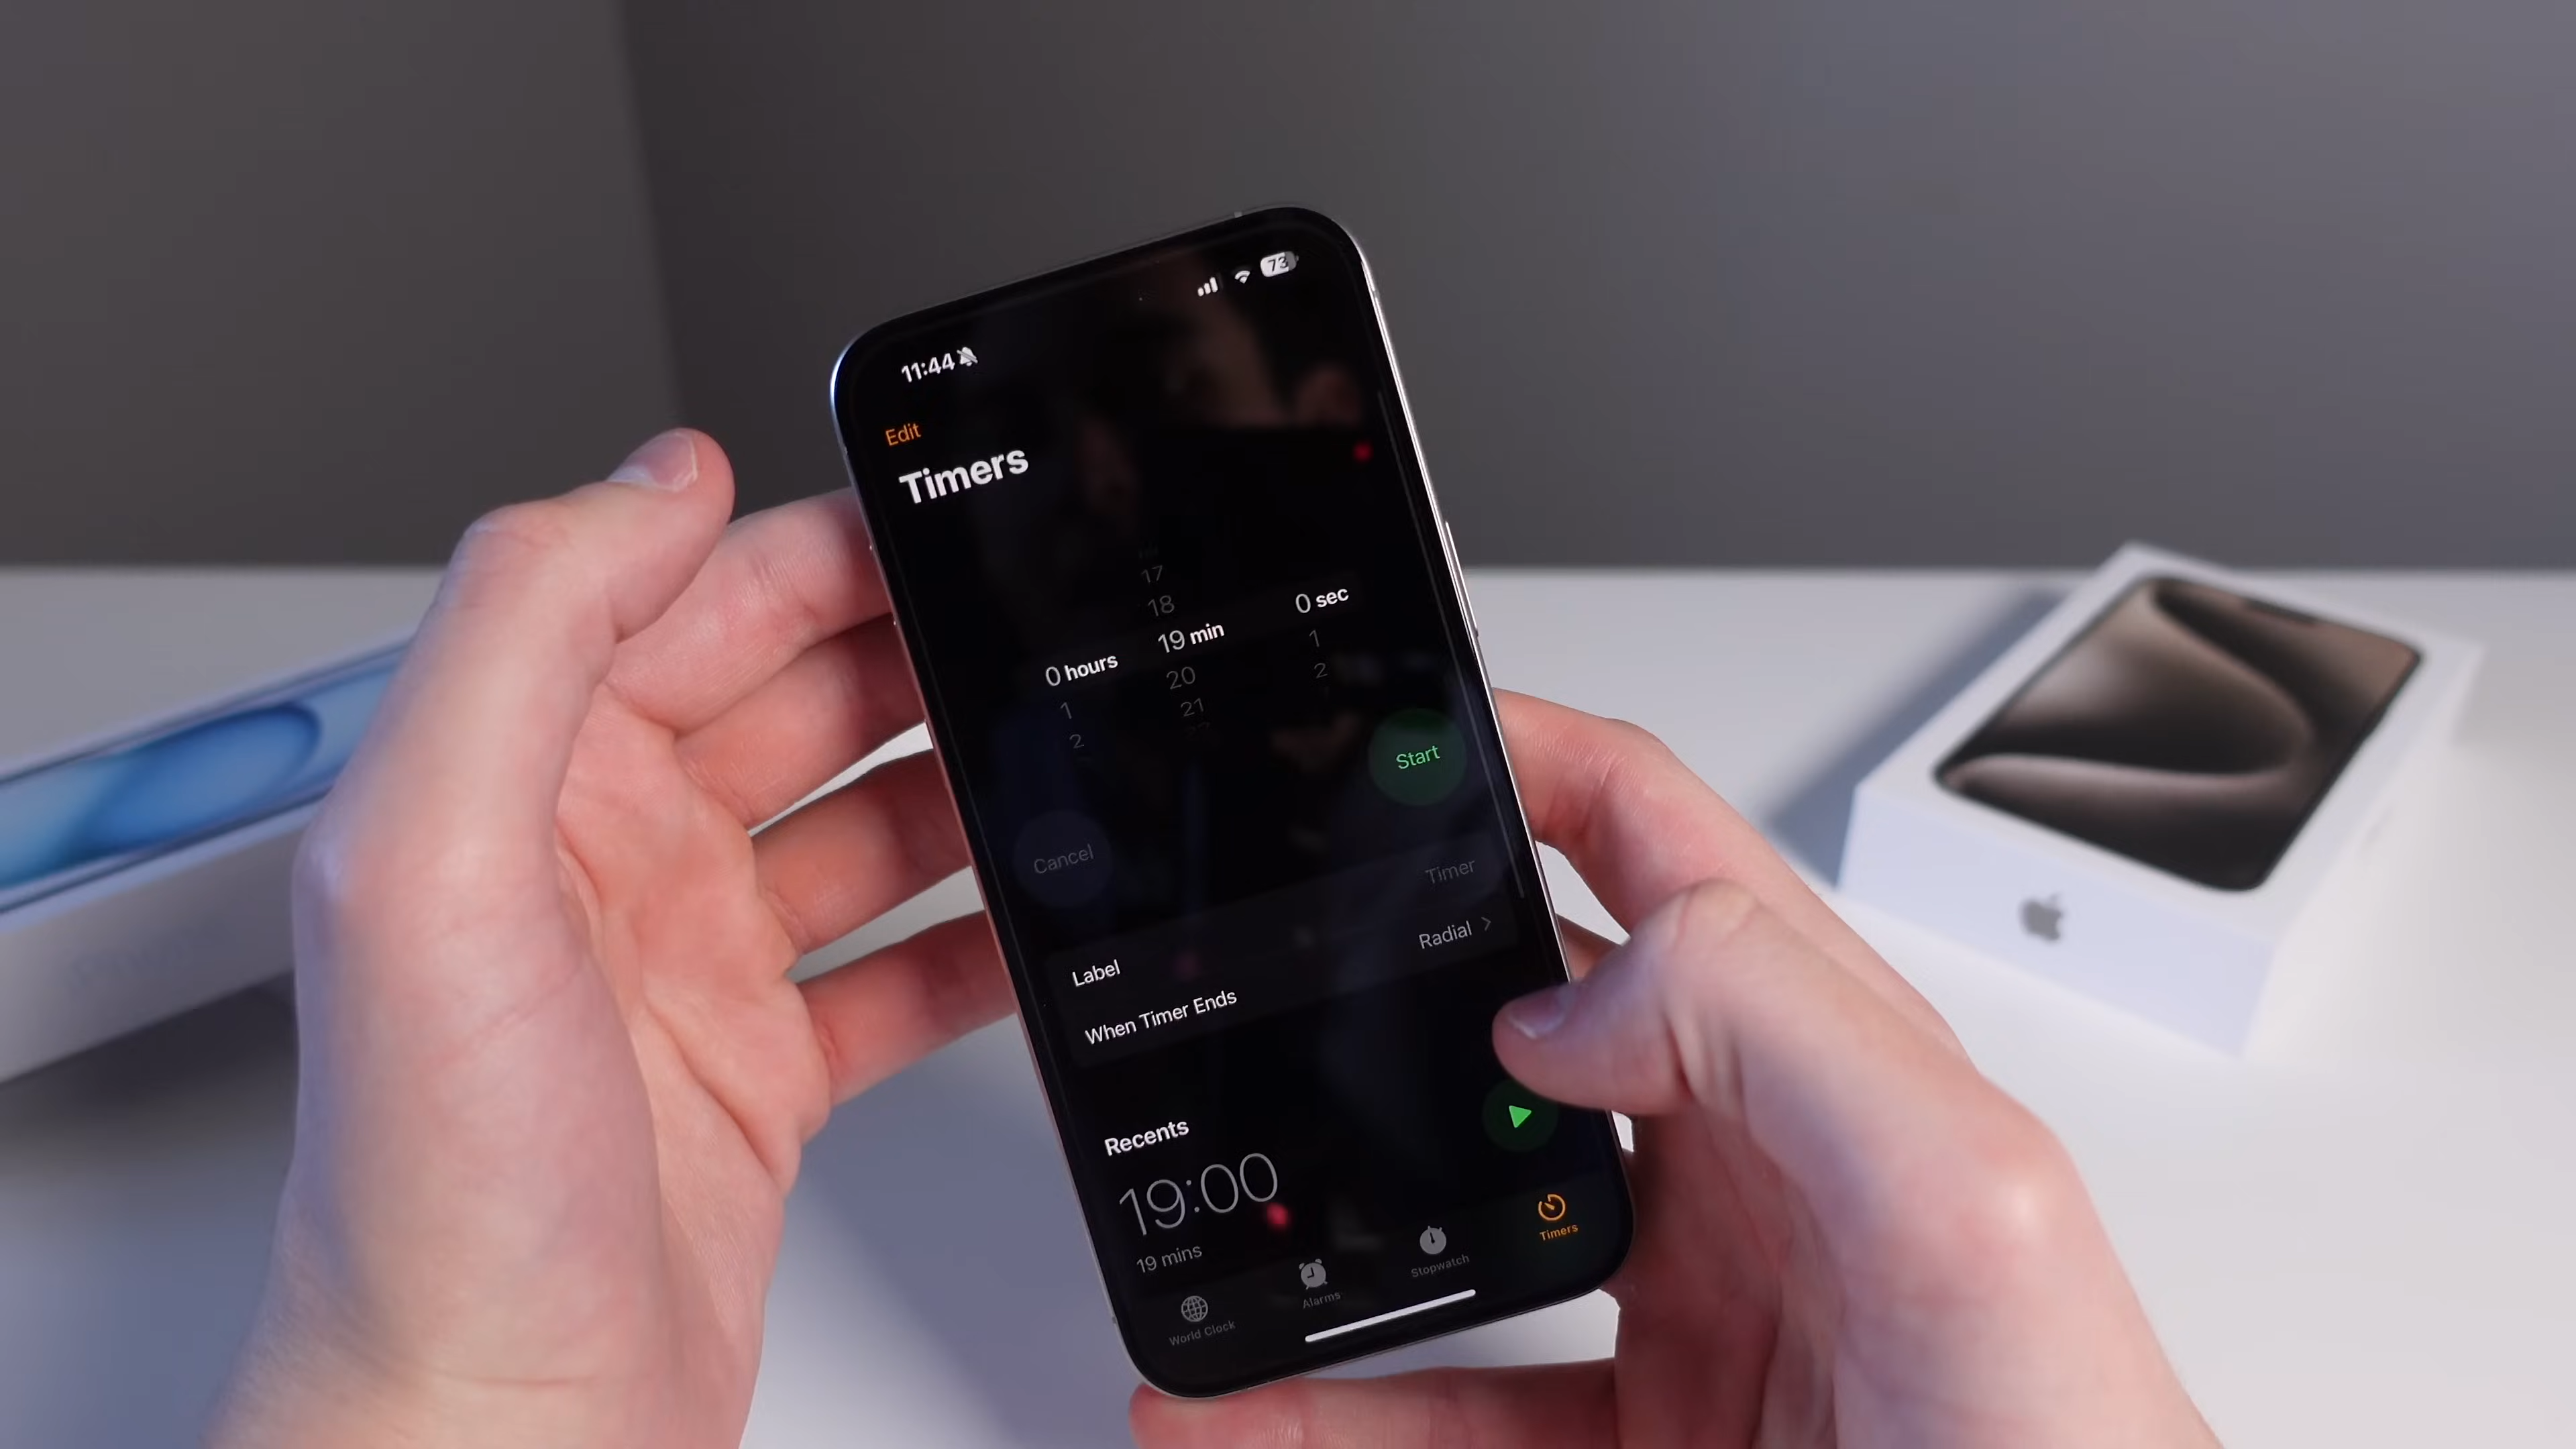 11:44
73
Edit
Timers
17
18
0 hours 19 min 0 sec
1 20 1
2 21 2
Cancel Start
Label Timer
When Timer Ends Radial
Recents
19:00
19 mins
World Clock Alarms Stopwatch Timers